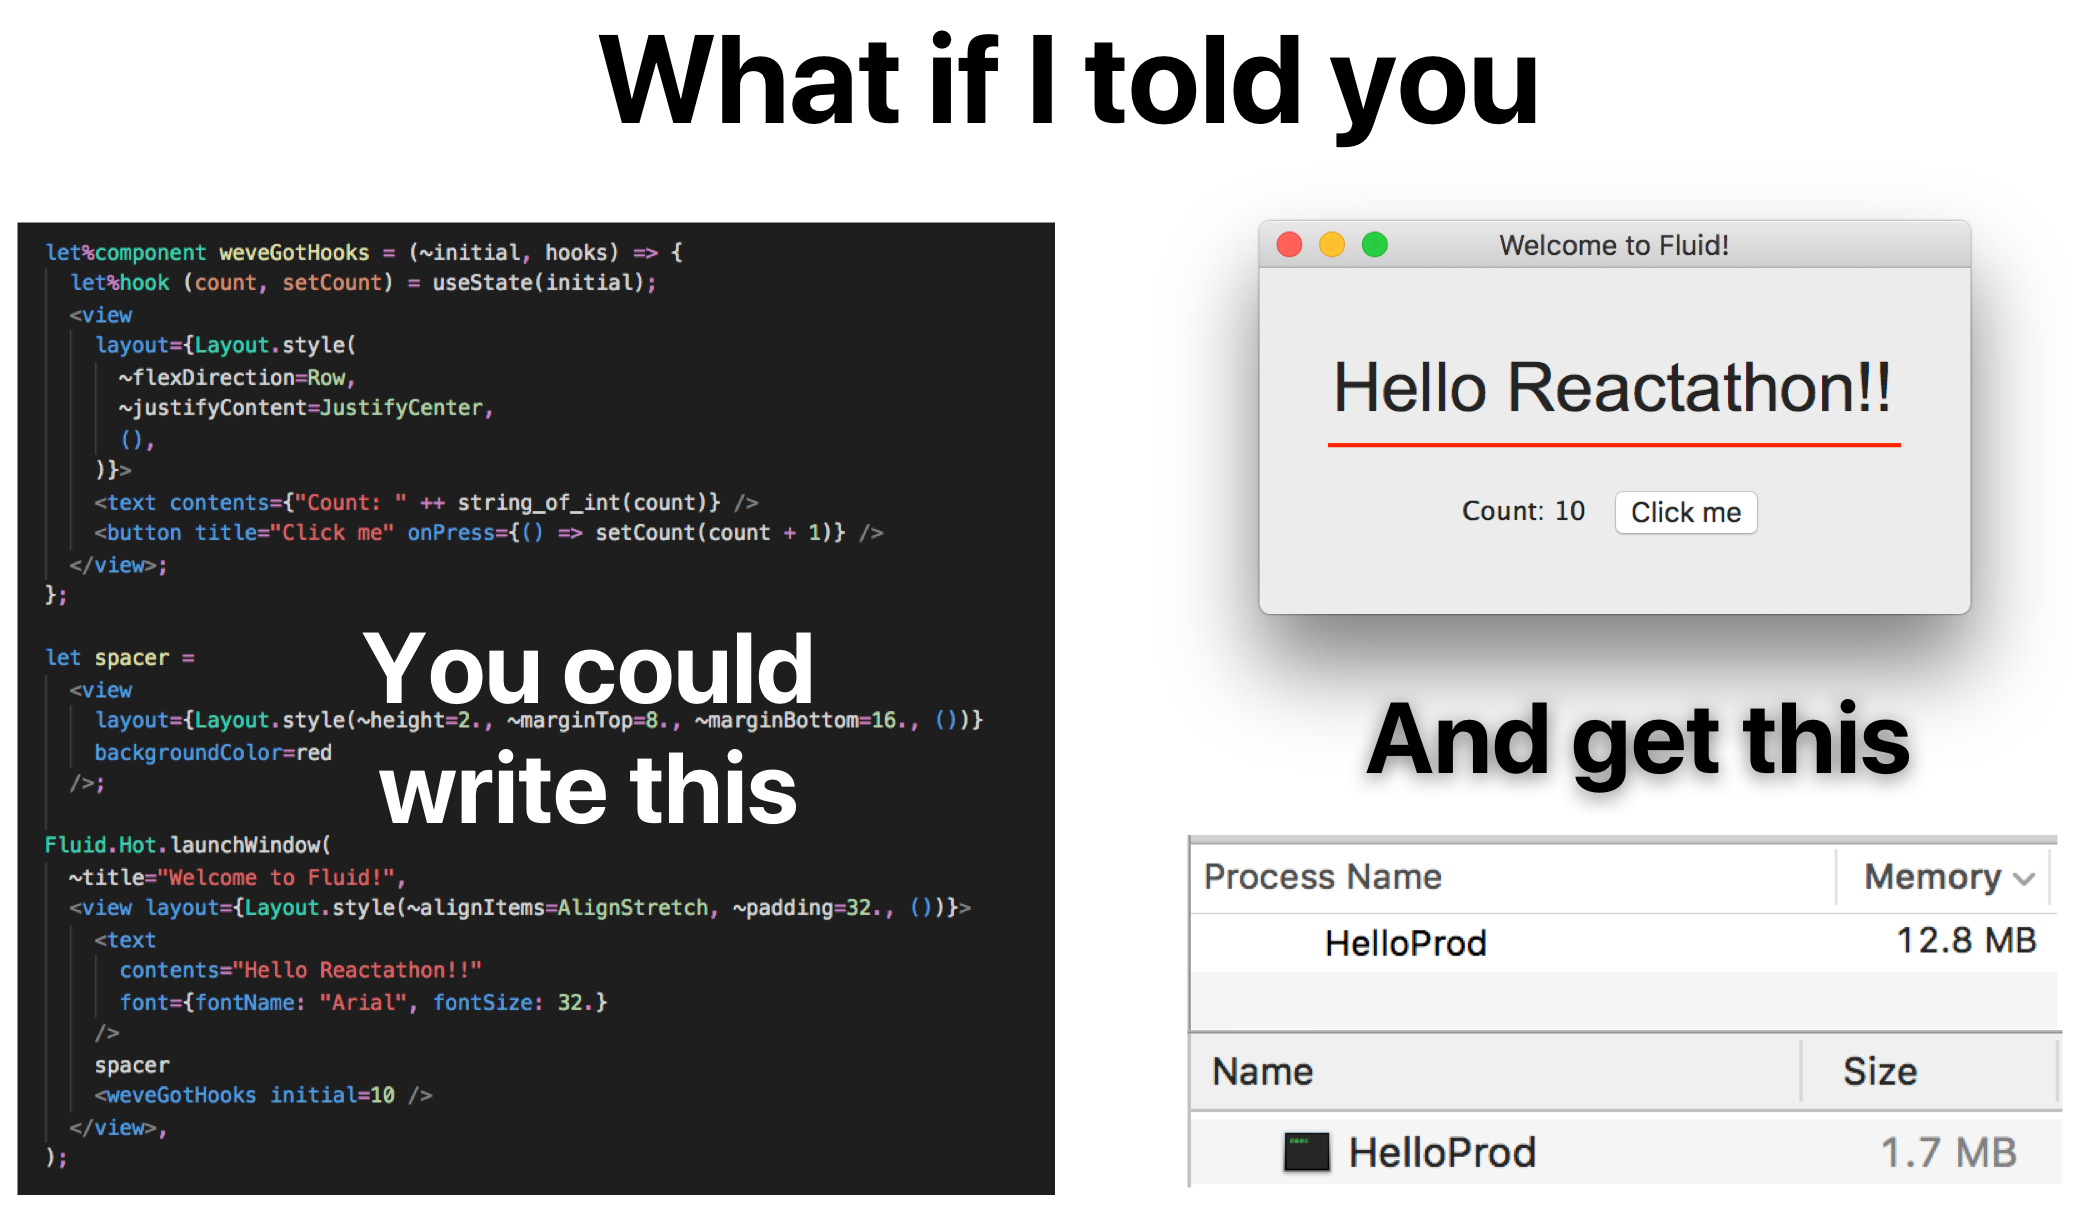 What if I told you
let%component weveGotHooks = (~initial, hooks) => {
let%hook (count, setCount) = useState(initial);
<view
layout={Layout.style(
~flexDirection=Row,
~justifyContent=JustifyCenter,
(),
)}>
<text contents={"Count: " ++ string_of_int(count)} />
<button title="Click me" onPress={() => setCount(count + 1)} />
</view>;
};
let spacer =
<view
layout={Layout.style(~height=2., ~marginTop=8., ~marginBottom=16., ())}
backgroundColor=red
/>;
Fluid.Hot.launchWindow(
~title="Welcome to Fluid!",
<view layout={Layout.style(~alignItems=AlignStretch, ~padding=32., ())}>
<text
contents="Hello Reactathon!!"
font={fontName: "Arial", fontSize: 32.}
/>
spacer
<weveGotHooks initial=10 />
</view>,
);
You could
write this
Welcome to Fluid!
Hello Reactathon!!
Count: 10 Click me
And get this
Process Name Memory
HelloProd 12.8 MB
Name Size
HelloProd 1.7 MB